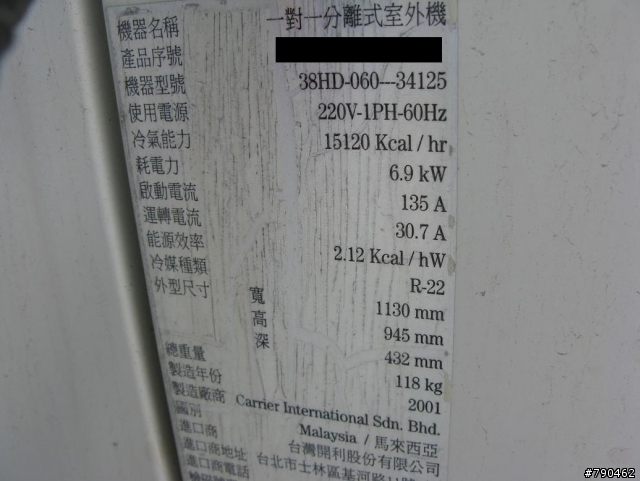 機器名稱 一對一分離式室外機
產品序號
機器型號 38HD-060---34125
使用電源 220V-1PH-60Hz
冷氣能力 15120 Kcal / hr
耗電力 6.9 kW
啟動電流 135 A
運轉電流 30.7 A
能源效率 2.12 Kcal / hW
冷媒種類 R-22
外型尺寸 寬 1130 mm
高 945 mm
深 432 mm
總重量 118 kg
製造年份 2001
製造廠商 Carrier International Sdn. Bhd.
國別 Malaysia / 馬來西亞
進口商 台灣開利股份有限公司
進口商地址 台北市士林區基河路
進口商電話
#790462